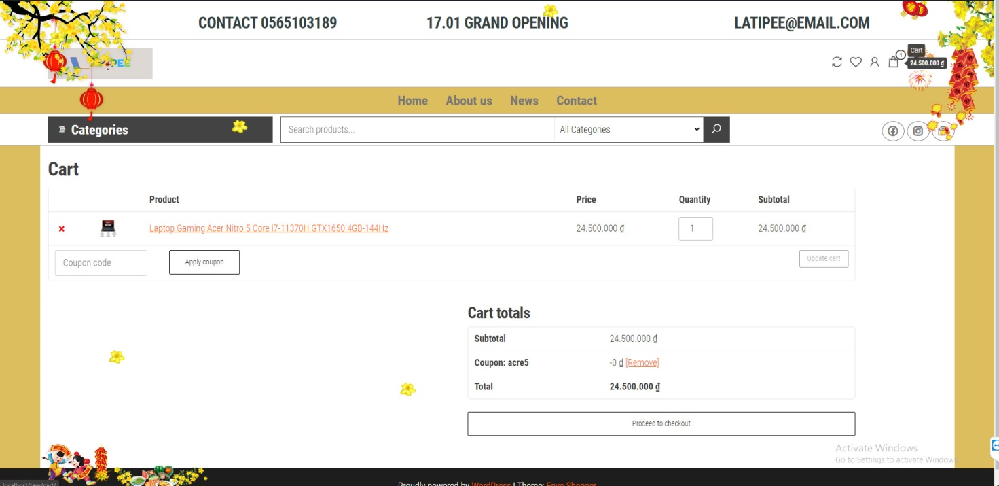 CONTACT 0565103189 17.01 GRAND OPENING LATIPEE@EMAIL.COM
PEE
1 Cart
24.500.000 ₫
Home About us News Contact
Categories Search products... All Categories
Cart
Product Price Quantity Subtotal
Laptop Gaming Acer Nitro 5 Core i7-11370H GTX1650 4GB-144Hz 24.500.000 ₫ 1 24.500.000 ₫
Coupon code Apply coupon Update cart
Cart totals
Subtotal 24.500.000 ₫
Coupon: acre5 -0 ₫ [Remove]
Total 24.500.000 ₫
Proceed to checkout
Activate Windows
Go to Settings to activate Windows
localhost/tam/cart/
Proudly powered by WordPress | Theme: Envo Shopper